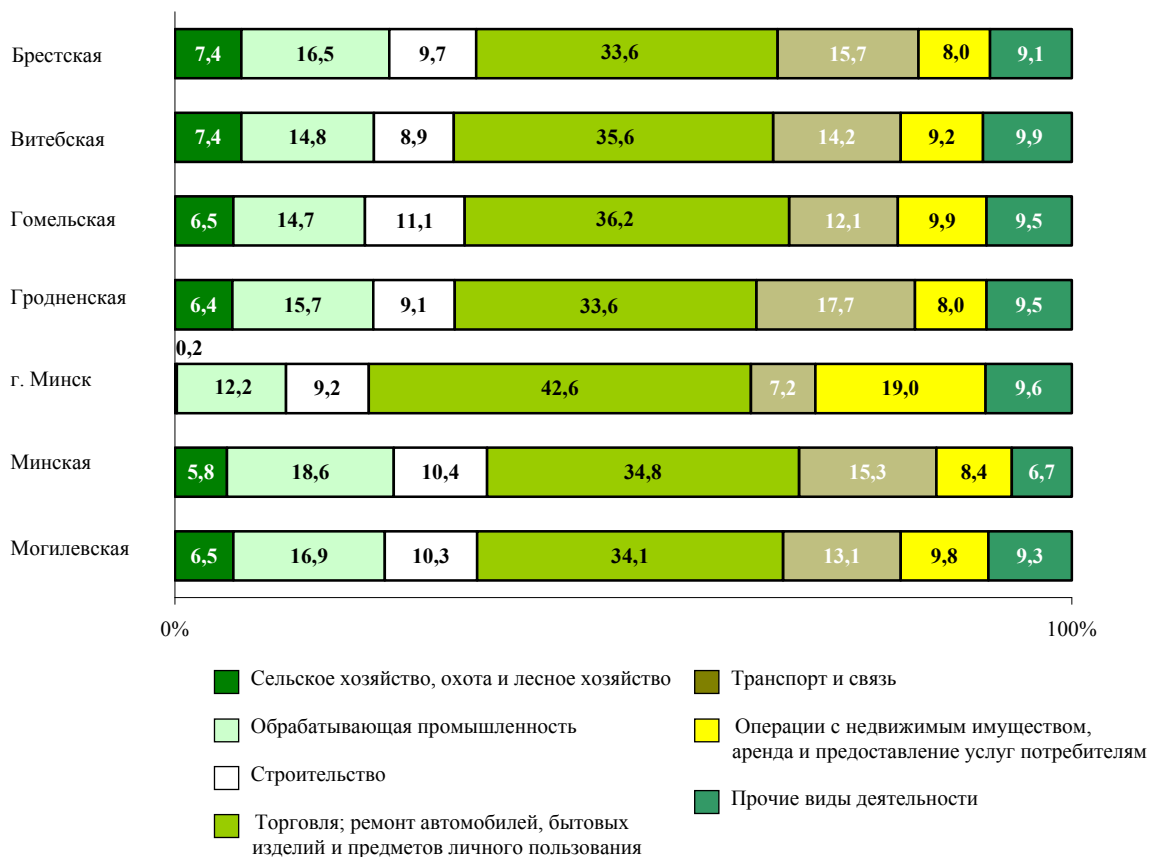 Брестская 7,4 16,5 9,7 33,6 15,7 8,0 9,1
Витебская 7,4 14,8 8,9 35,6 14,2 9,2 9,9
Гомельская 6,5 14,7 11,1 36,2 12,1 9,9 9,5
Гродненская 6,4 15,7 9,1 33,6 17,7 8,0 9,5
0,2
г. Минск 12,2 9,2 42,6 7,2 19,0 9,6
Минская 5,8 18,6 10,4 34,8 15,3 8,4 6,7
Могилевская 6,5 16,9 10,3 34,1 13,1 9,8 9,3
0% 100%
Сельское хозяйство, охота и лесное хозяйство
Обрабатывающая промышленность
Строительство
Торговля; ремонт автомобилей, бытовых
изделий и предметов личного пользования
Транспорт и связь
Операции с недвижимым имуществом,
аренда и предоставление услуг потребителям
Прочие виды деятельности